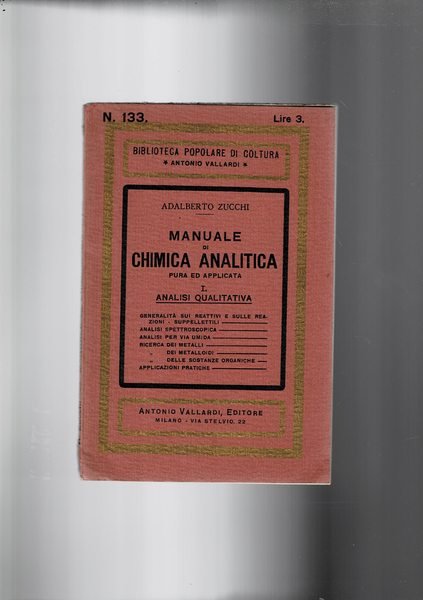 N. 133.
Lire 3.
BIBLIOTECA POPOLARE DI COLTURA
* ANTONIO VALLARDI *
ADALBERTO ZUCCHI
MANUALE
DI
CHIMICA ANALITICA
PURA ED APPLICATA
I.
ANALISI QUALITATIVA
GENERALITÀ SUI REATTIVI E SULLE REA-
ZIONI - SUPPELLETTILI
ANALISI SPETTROSCOPICA
ANALISI PER VIA UMIDA
RICERCA DEI METALLI
„ DEI METALLOIDI
„ DELLE SOSTANZE ORGANICHE
APPLICAZIONI PRATICHE
ANTONIO VALLARDI, EDITORE
MILANO - VIA STELVIO, 22